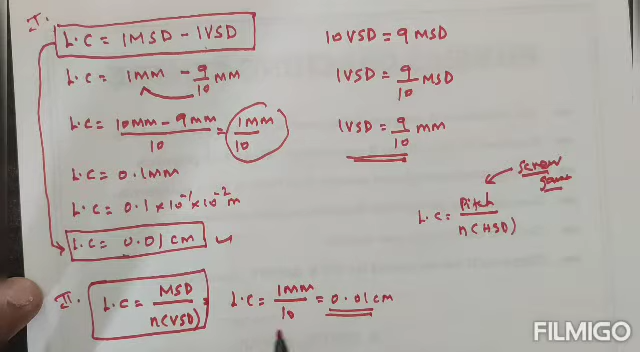 I.
L.C = 1MSD - 1VSD
L.C = 1MM - 9/10 MM
L.C = 10MM - 9MM / 10 = 1MM / 10
L.C = 0.1MM
L.C = 0.1 × 10⁻¹ × 10⁻² m
L.C = 0.01 CM
10 VSD = 9 MSD
1VSD = 9/10 MSD
1VSD = 9/10 mm
screw
gauge
L.C = Pitch / n(HSD)
II.
L.C = MSD / n(VSD)
L.C = 1MM / 10 = 0.01 CM
FILMIGO